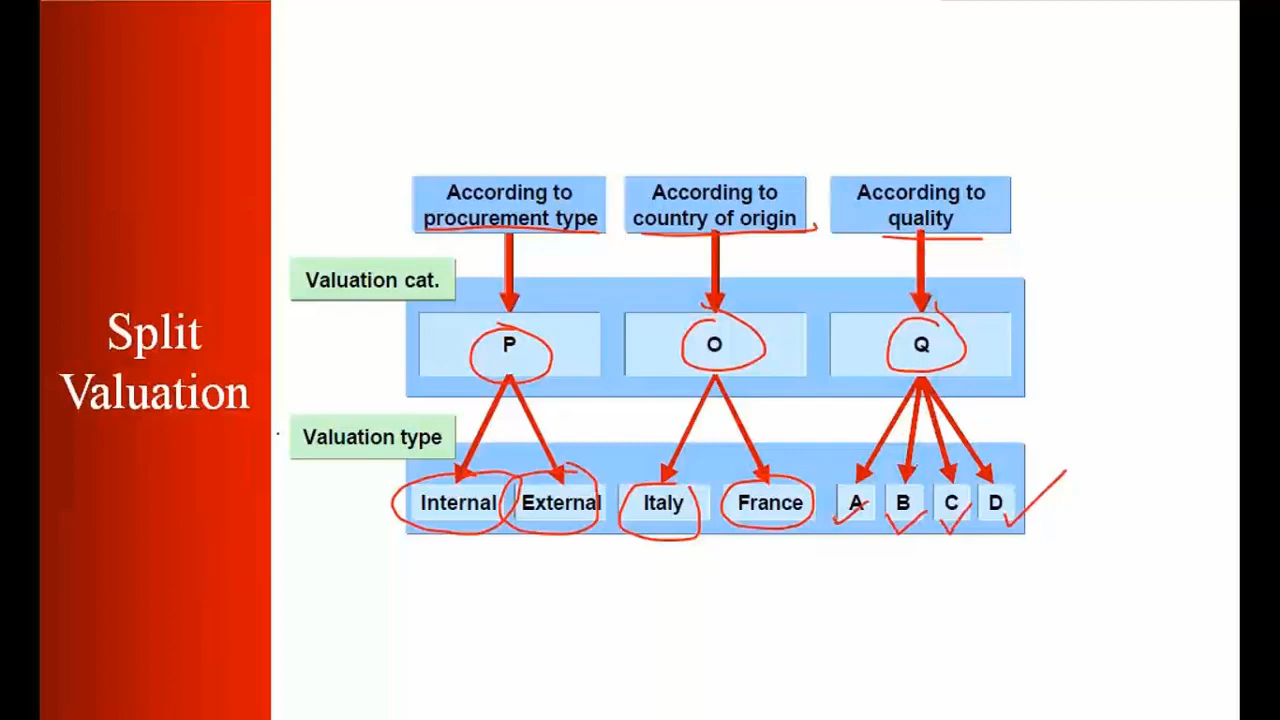 Split
Valuation
According to
procurement type
According to
country of origin
According to
quality
Valuation cat.
P
O
Q
Valuation type
Internal
External
Italy
France
A
B
C
D